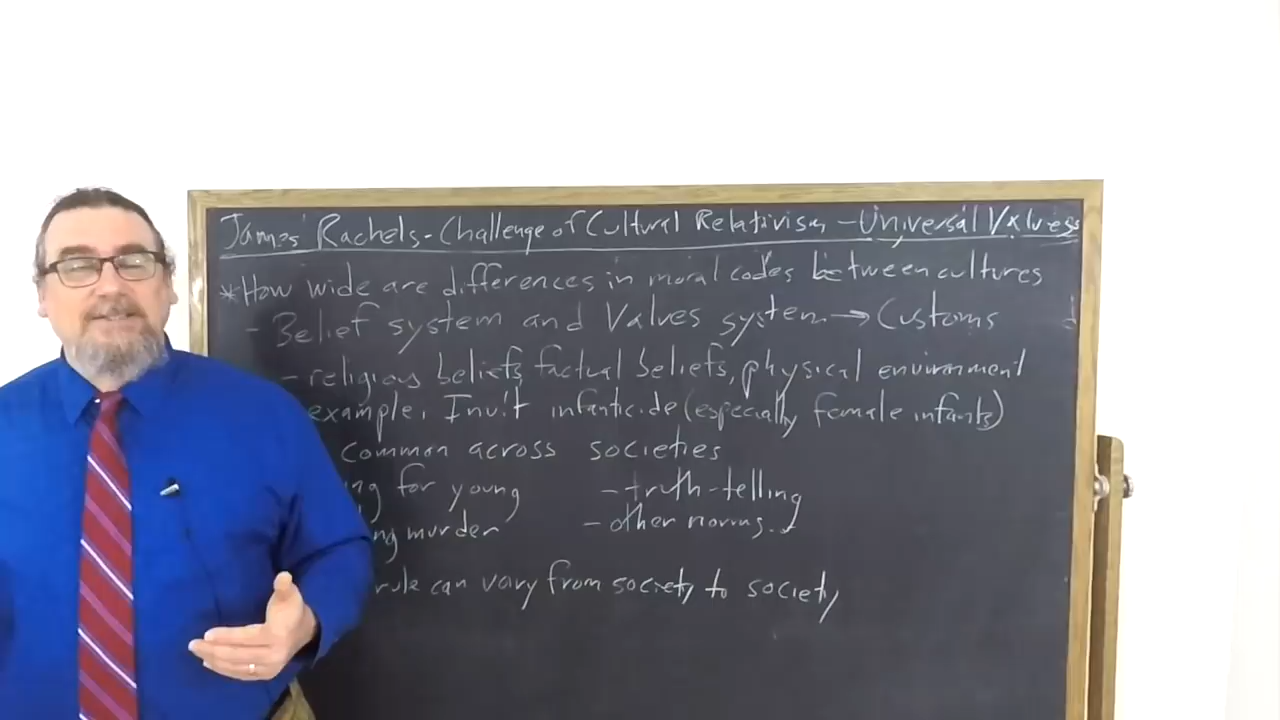 James Rachels - Challenge of Cultural Relativism - Universal Values
*How wide are differences in moral codes between cultures
- Belief system and Values system → Customs
- religious beliefs, factual beliefs, physical environment
example, Inuit infanticide (especially female infants)
common across societies
ng for young - truth-telling
ng murder - other norms...
rule can vary from society to society